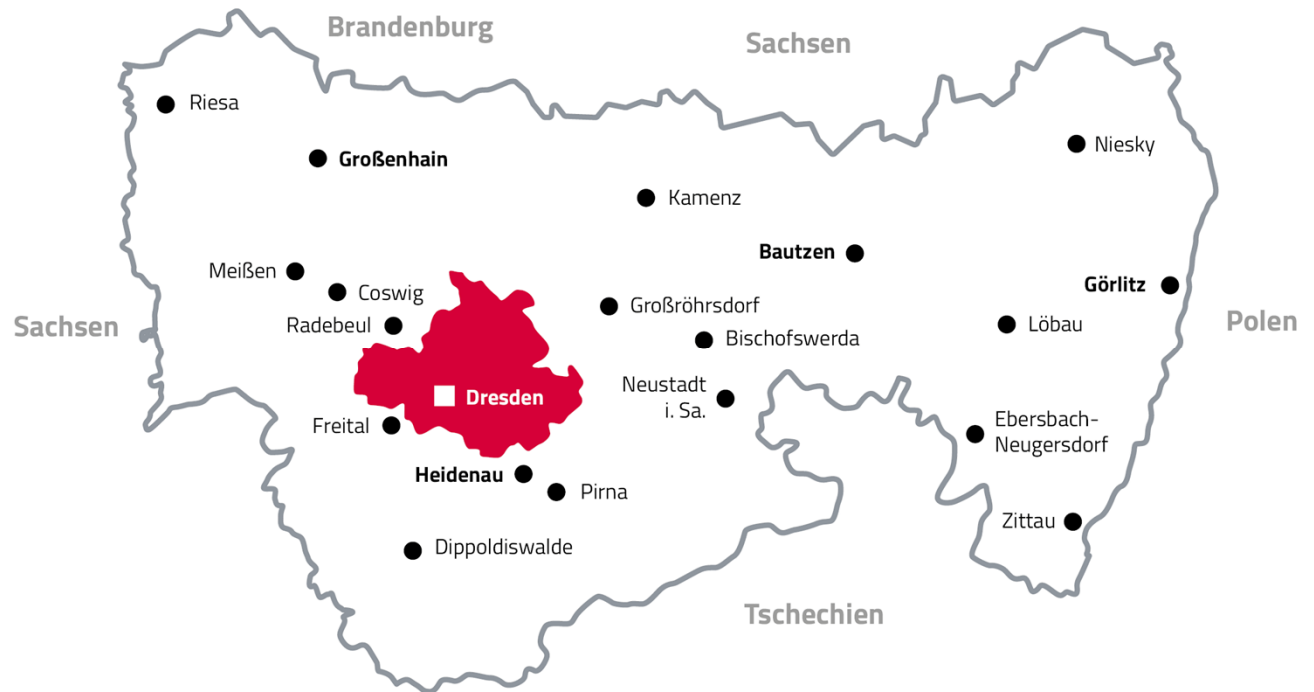 Brandenburg
Sachsen
Riesa
Großenhain
Niesky
Kamenz
Bautzen
Meißen
Coswig
Görlitz
Radebeul
Großröhrsdorf
Sachsen
Bischofswerda
Löbau
Polen
Dresden
Neustadt
i. Sa.
Freital
Ebersbach-
Neugersdorf
Heidenau
Pirna
Zittau
Dippoldiswalde
Tschechien